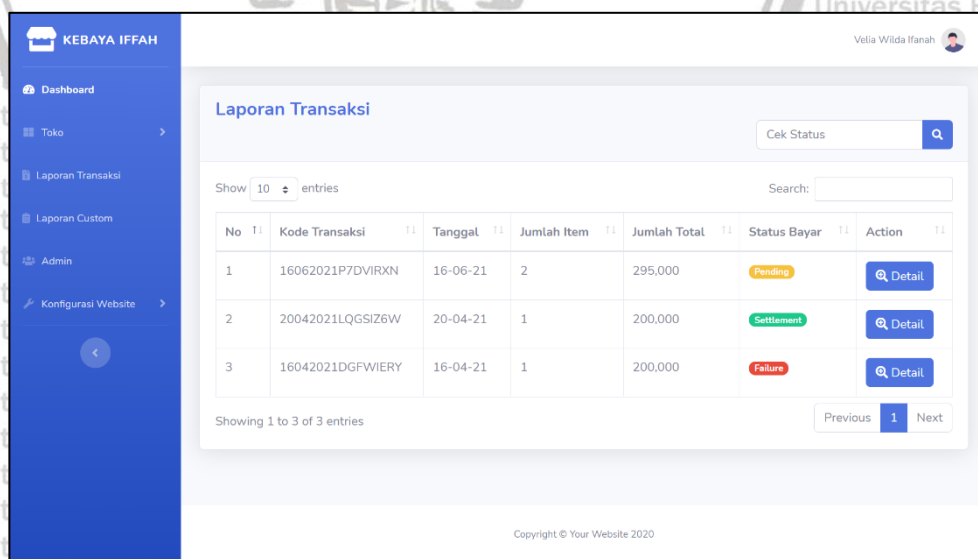 Universitas
KEBAYA IFFAH
Velia Wilda Ifanah
Dashboard
Toko
Laporan Transaksi
Laporan Custom
Admin
Konfigurasi Website
Laporan Transaksi
Cek Status
Show 10 entries
Search:
No Kode Transaksi Tanggal Jumlah Item Jumlah Total Status Bayar Action
1 16062021P7DVIRXN 16-06-21 2 295,000 Pending Detail
2 20042021LQGSIZ6W 20-04-21 1 200,000 Settlement Detail
3 16042021DGFWIERY 16-04-21 1 200,000 Failure Detail
Showing 1 to 3 of 3 entries
Previous 1 Next
Copyright © Your Website 2020